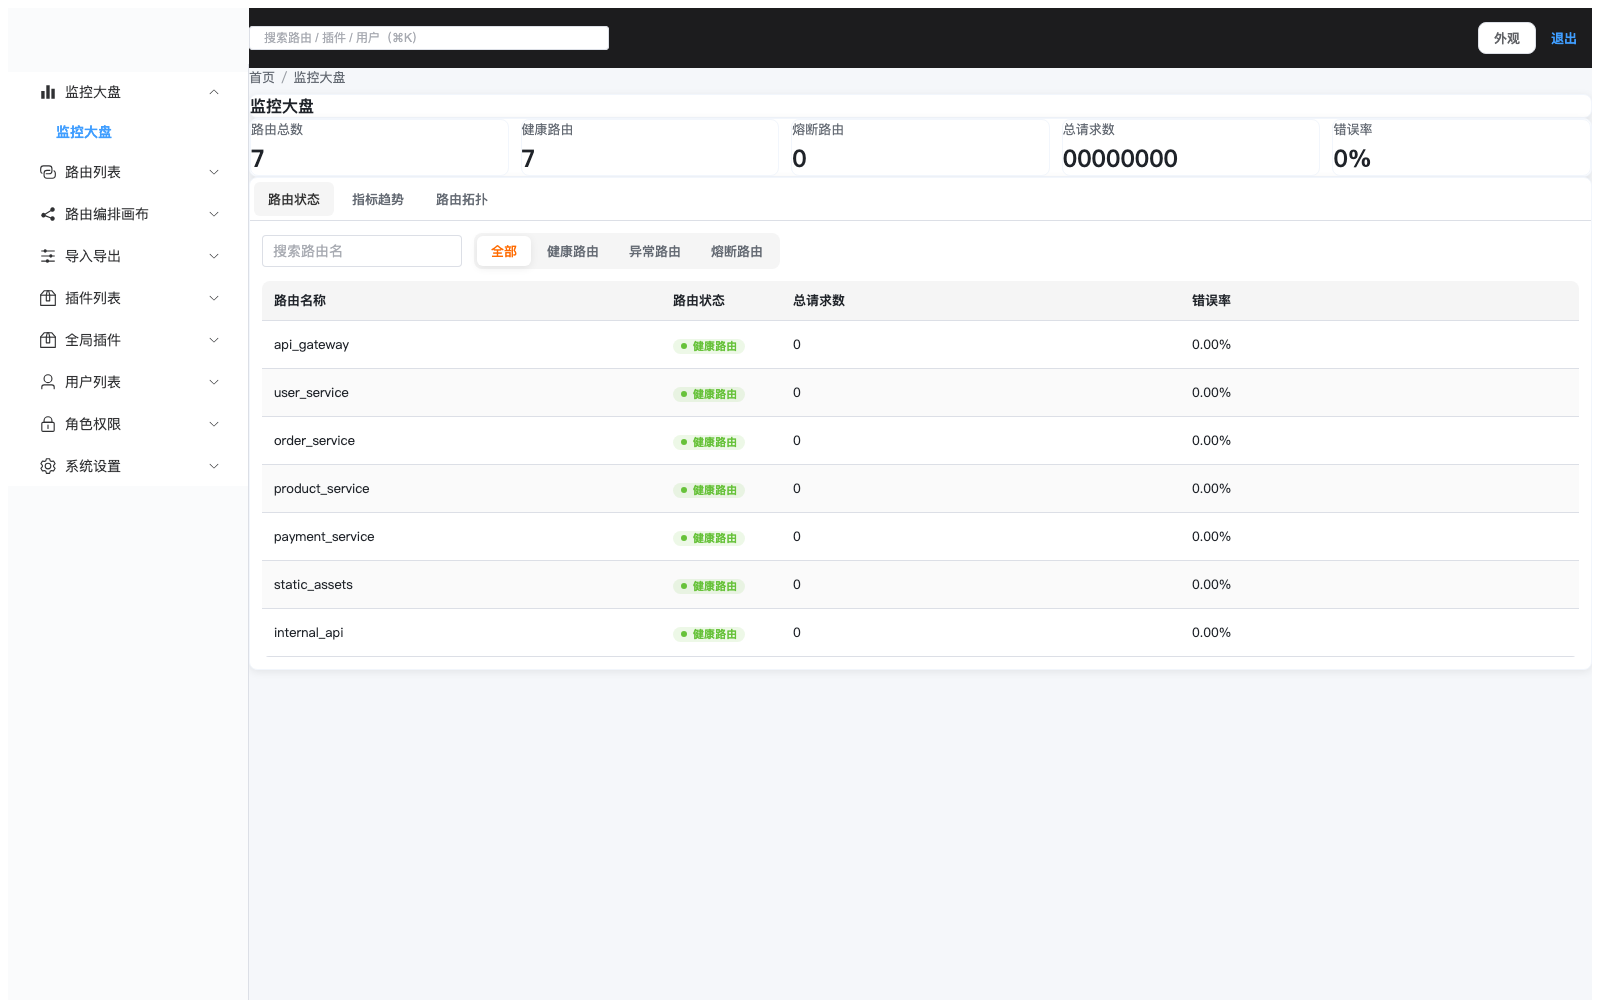 搜索路由 / 插件 / 用户（⌘K）
外观
退出
监控大盘
监控大盘
路由列表
路由编排画布
导入导出
插件列表
全局插件
用户列表
角色权限
系统设置
首页 / 监控大盘
监控大盘
路由总数
7
健康路由
7
熔断路由
0
总请求数
00000000
错误率
0%
路由状态 指标趋势 路由拓扑
搜索路由名 全部 健康路由 异常路由 熔断路由
路由名称 路由状态 总请求数 错误率
api_gateway 健康路由 0 0.00%
user_service 健康路由 0 0.00%
order_service 健康路由 0 0.00%
product_service 健康路由 0 0.00%
payment_service 健康路由 0 0.00%
static_assets 健康路由 0 0.00%
internal_api 健康路由 0 0.00%